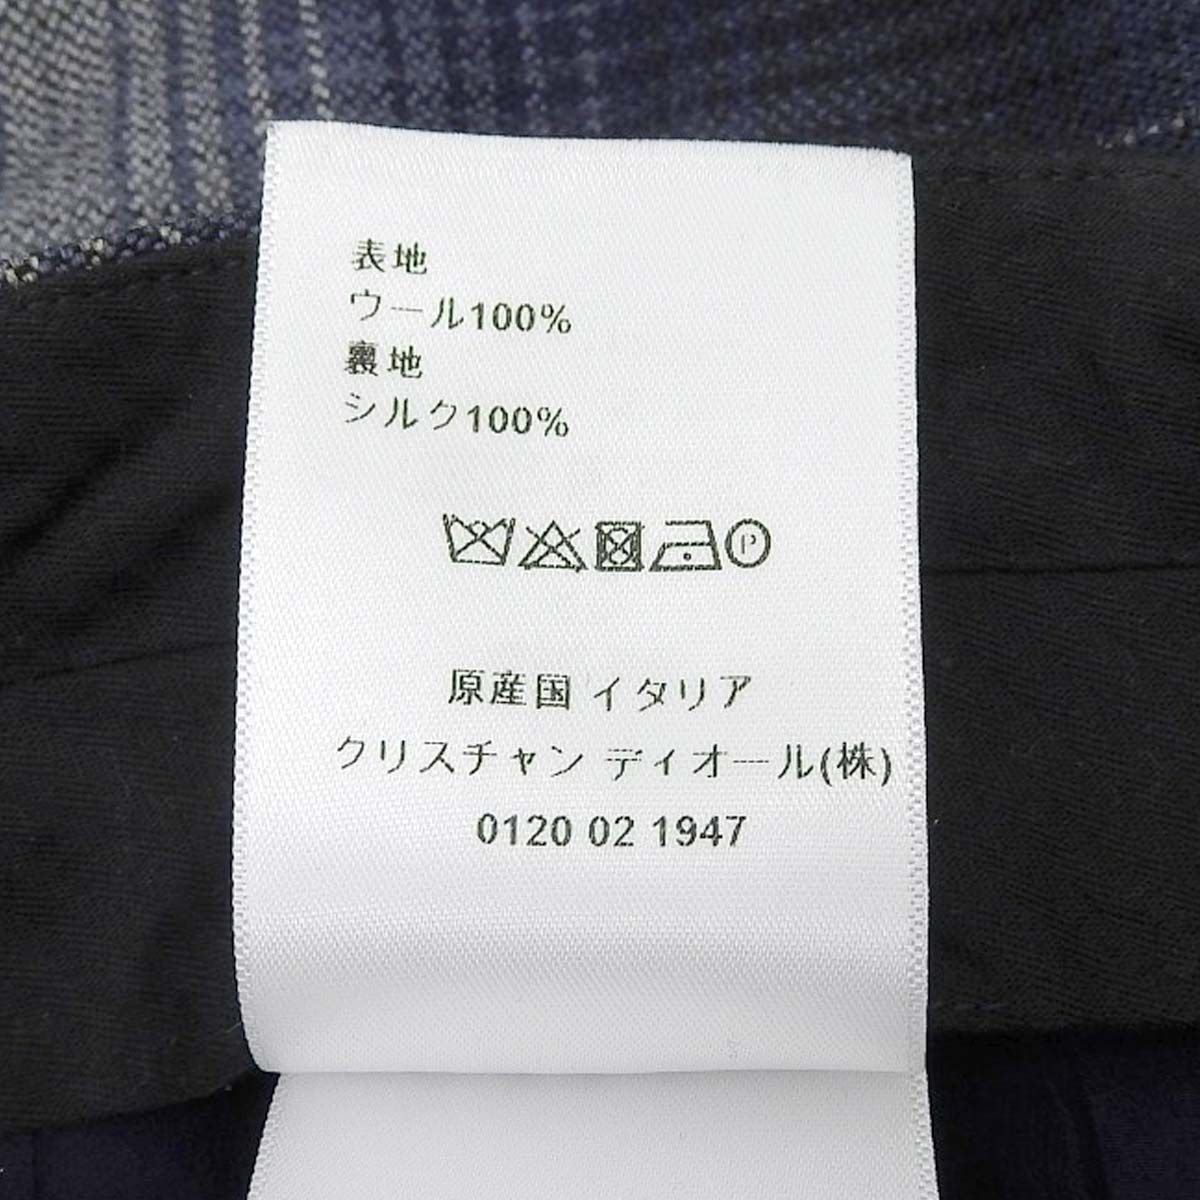 表地
ウール100%
裏地
シルク100%
P
原産国 イタリア
クリスチャン ディオール(株)
0120 02 1947